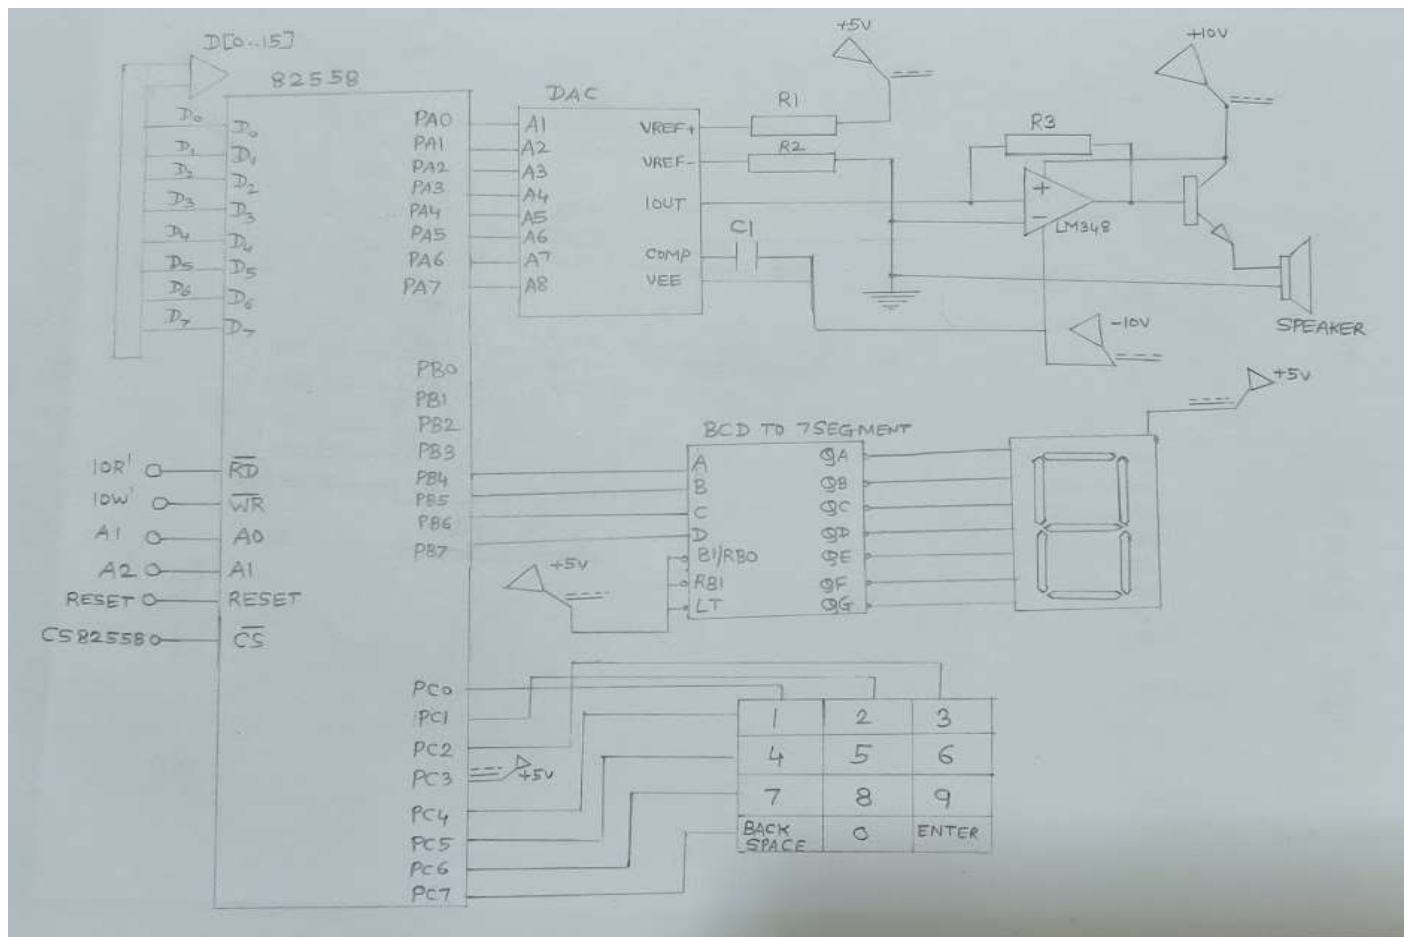 D[0..15]
82558
D0
D1
D2
D3
D4
D5
D6
D7
D0
D1
D2
D3
D4
D5
D6
D7
IOR'
IOW'
A1
A2
RESET
CS82558
RD
WR
A0
A1
RESET
CS
PA0
PA1
PA2
PA3
PA4
PA5
PA6
PA7
PB0
PB1
PB2
PB3
PB4
PB5
PB6
PB7
PC0
PC1
PC2
PC3
PC4
PC5
PC6
PC7
+5V
DAC
A1
A2
A3
A4
A5
A6
A7
A8
VREF+
VREF-
IOUT
COMP
VEE
R1
R2
C1
+5V
R3
+10V
+
−
LM348
-10V
SPEAKER
BCD TO 7SEGMENT
A
B
C
D
BI/RBO
RBI
LT
QA
QB
QC
QD
QE
QF
QG
+5V
+5V
1 2 3
4 5 6
7 8 9
BACK SPACE 0 ENTER